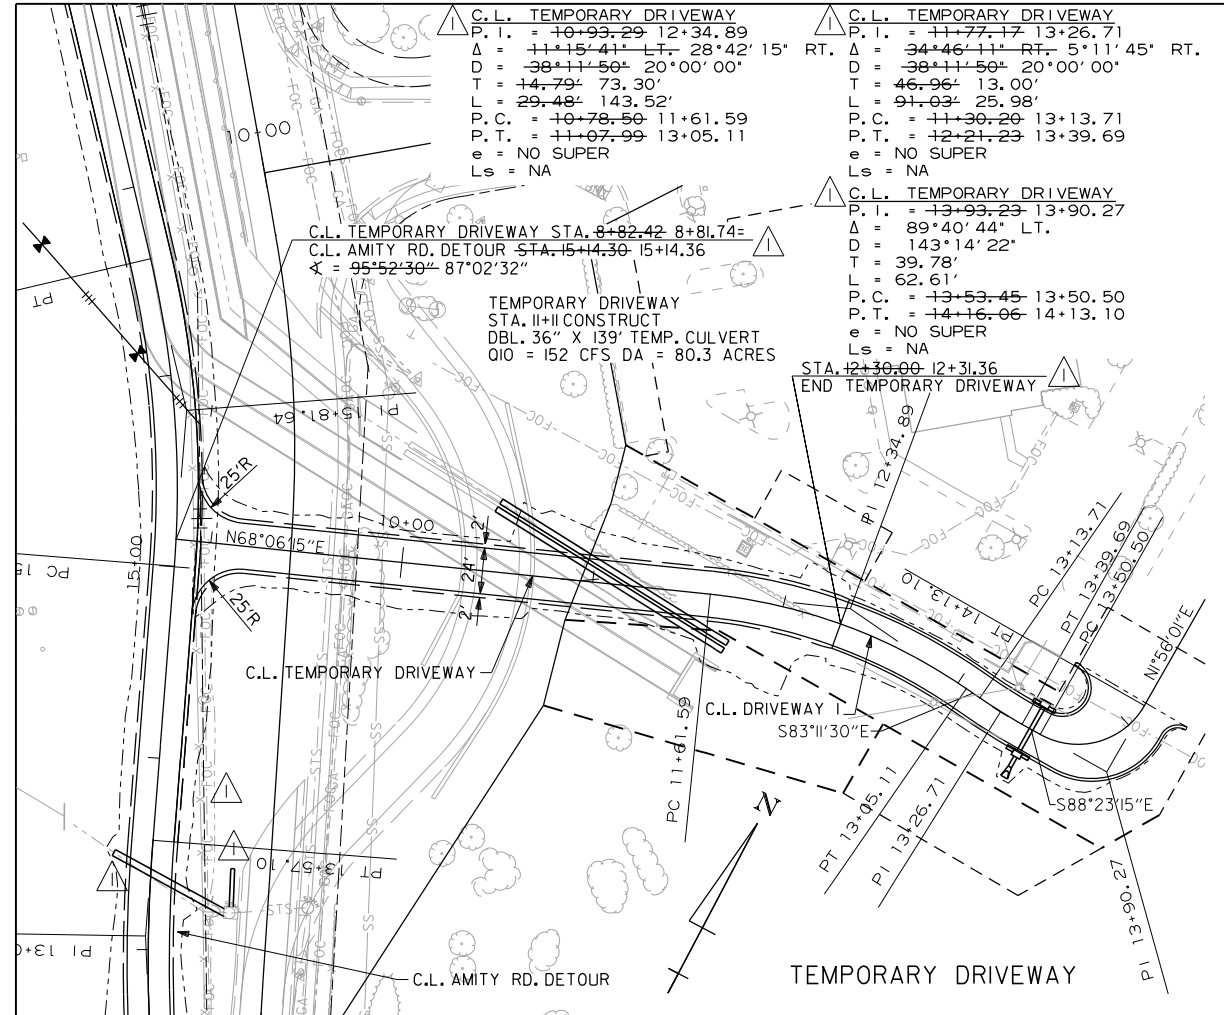 C.L. TEMPORARY DRIVEWAY
P.I. = 10+93.29 12+34.89
Δ = 11°15'41" LT. 28°42'15" RT.
D = 38°11'50" 20°00'00"
T = 14.79' 73.30'
L = 29.48' 143.52'
P.C. = 10+78.50 11+61.59
P.T. = 11+07.99 13+05.11
e = NO SUPER
Ls = NA
C.L. TEMPORARY DRIVEWAY
P.I. = 11+77.17 13+26.71
Δ = 34°46'11" RT. 5°11'45" RT.
D = 38°11'50" 20°00'00"
T = 46.96' 13.00'
L = 91.03' 25.98'
P.C. = 11+30.20 13+13.71
P.T. = 12+21.23 13+39.69
e = NO SUPER
Ls = NA
C.L. TEMPORARY DRIVEWAY
P.I. = 13+93.23 13+90.27
Δ = 89°40'44" LT.
D = 143°14'22"
T = 39.78'
L = 62.61'
P.C. = 13+53.45 13+50.50
P.T. = 14+16.06 14+13.10
e = NO SUPER
Ls = NA
C.L. TEMPORARY DRIVEWAY STA. 8+82.42 8+81.74=
C.L. AMITY RD. DETOUR STA. 15+14.30 15+14.36
∢ = 95°52'30" 87°02'32"
TEMPORARY DRIVEWAY
STA. 11+11 CONSTRUCT
DBL. 36" X 139' TEMP. CULVERT
Q10 = 152 CFS DA = 80.3 ACRES
STA. 12+30.00 12+31.36
END TEMPORARY DRIVEWAY
00+01
PT
PI 15+81.64
25'R
N68°06'15"E
10+00
2'
24'
2'
25'R
15+00
PC 15
PI 12+34.89
PC 13+13.71
PT 13+39.69
PC 13+50.50
PT 14+13.10
N1°56'01"E
C.L. TEMPORARY DRIVEWAY
C.L. DRIVEWAY 1
S83°11'30"E
PC 11+61.59
PT 13+05.11
PI 13+26.71
S88°23'15"E
PI 13+90.27
N
PT 13+57.10
PI 13+0
C.L. AMITY RD. DETOUR
TEMPORARY DRIVEWAY